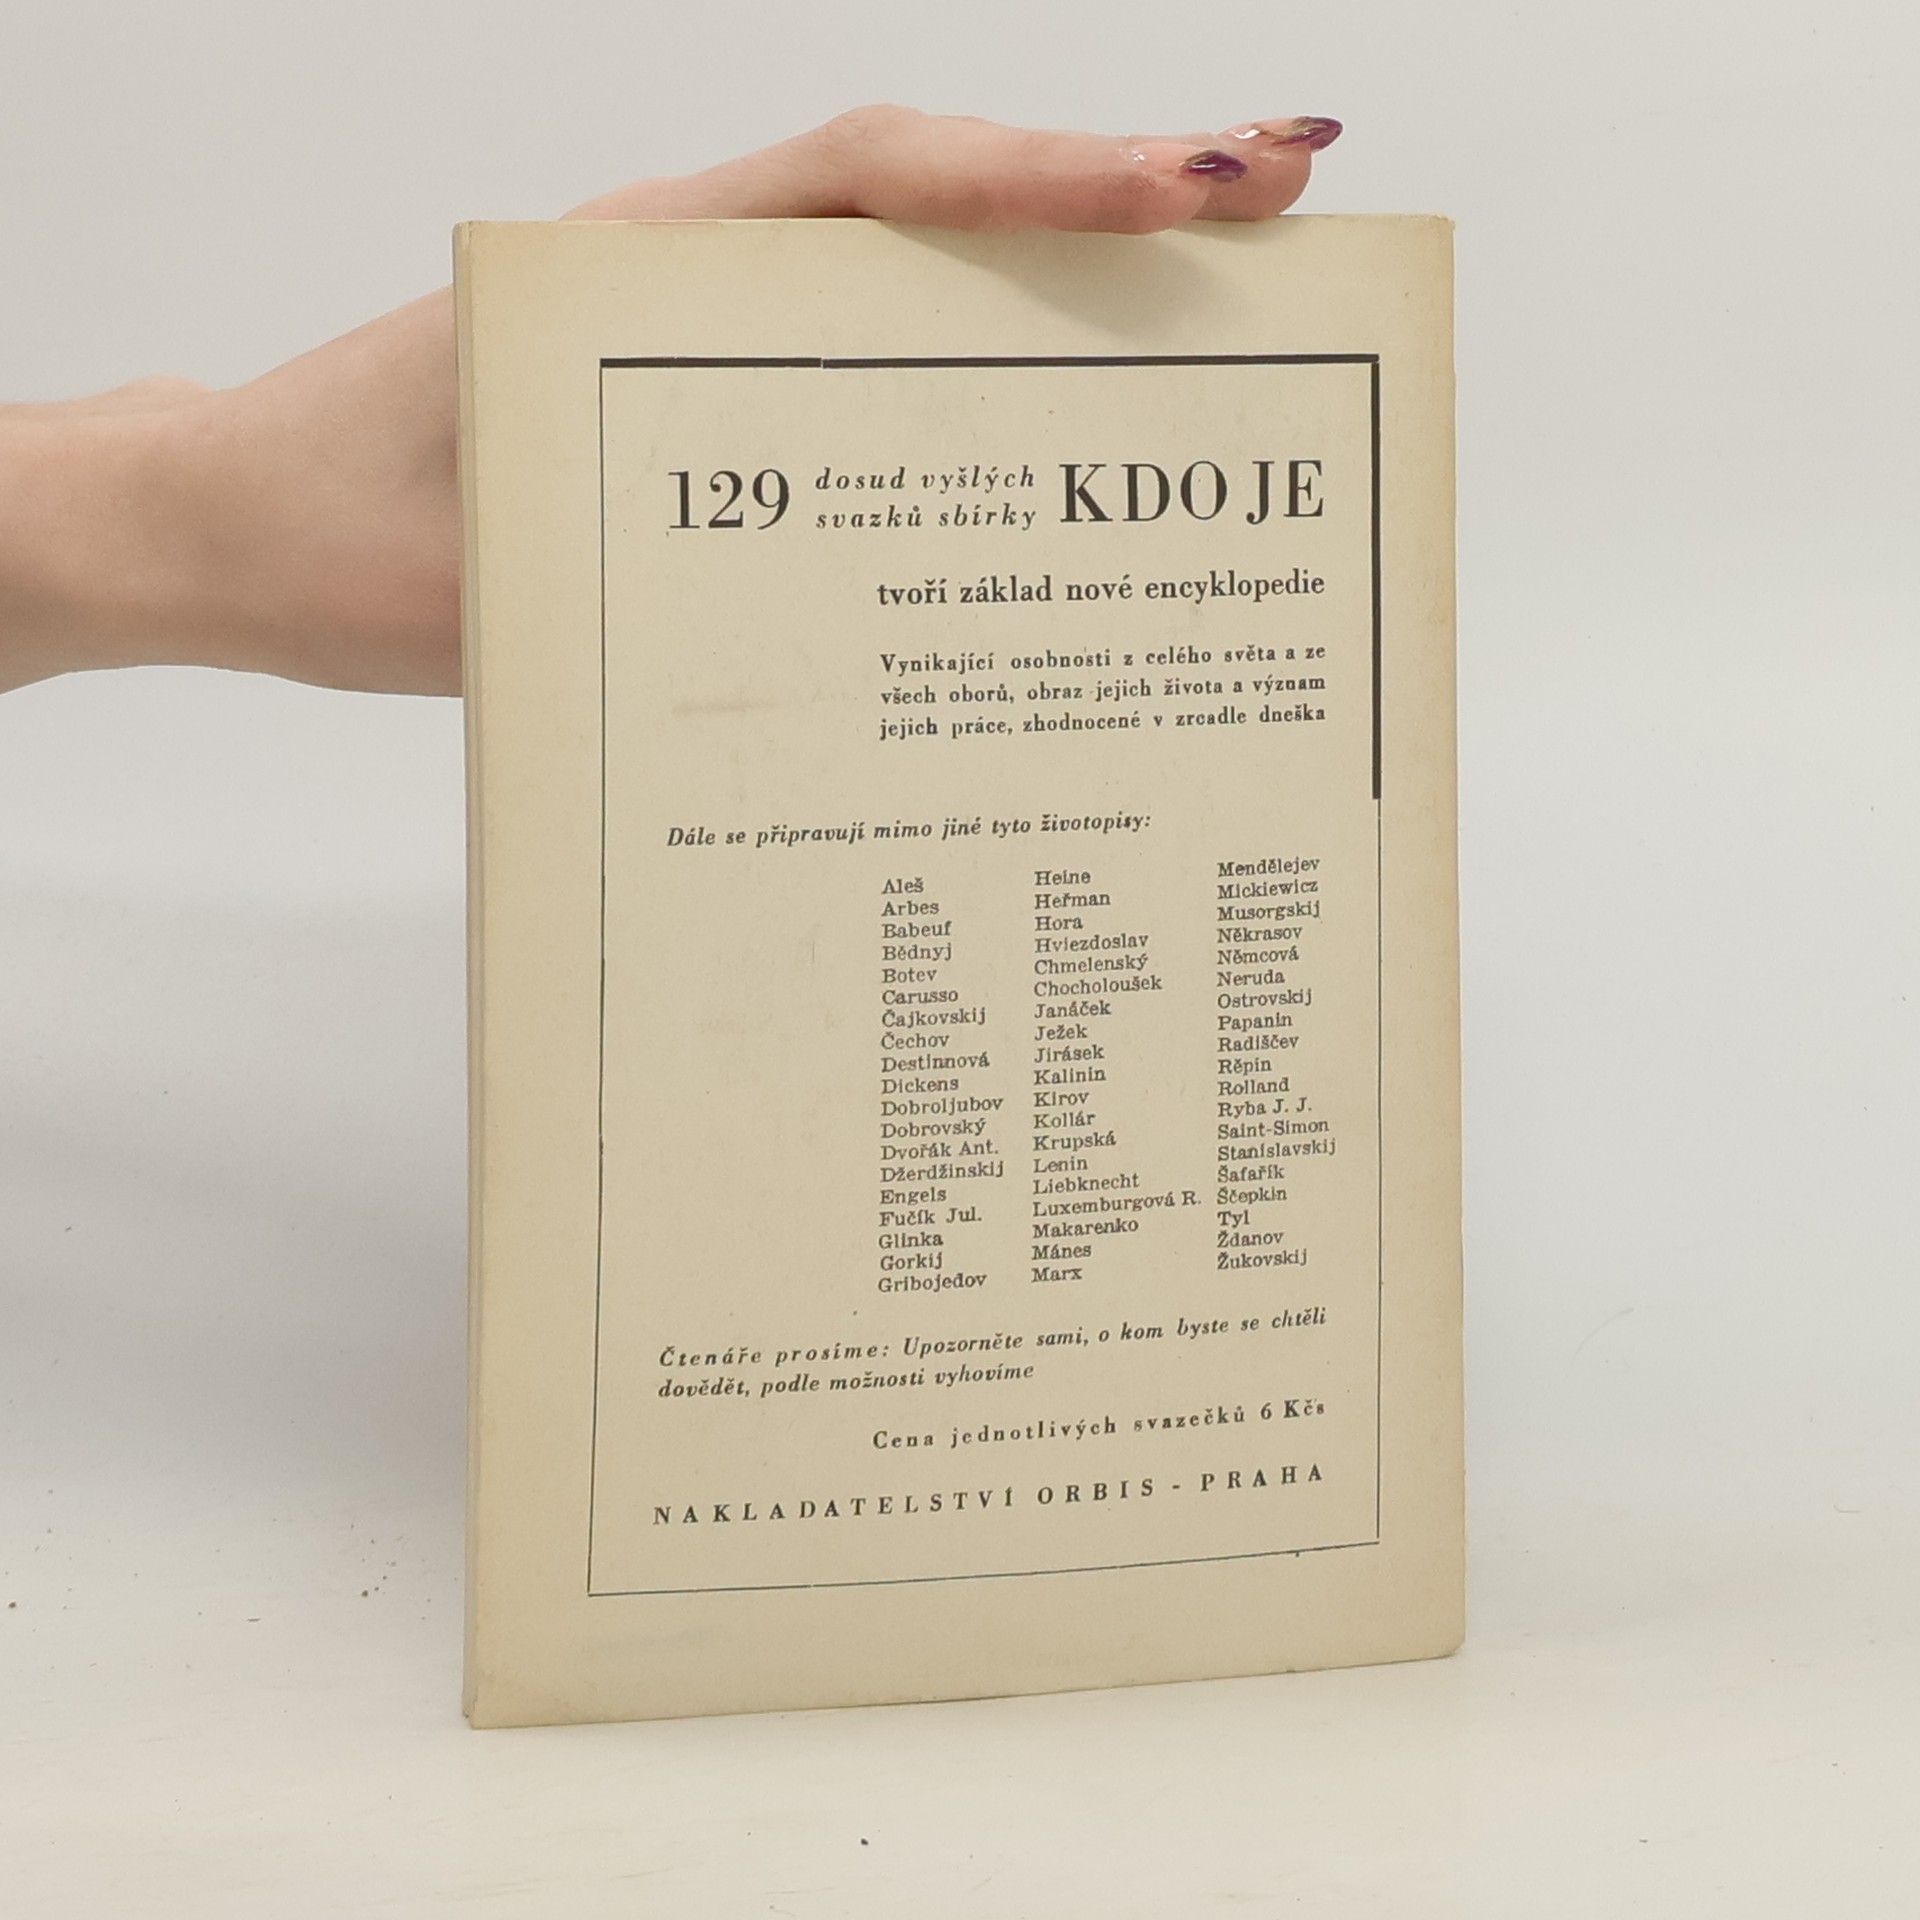 129 dosud vyšlých svazků sbírky KDO JE
tvoří základ nové encyklopedie
Vynikající osobnosti z celého světa a ze
všech oborů, obraz jejich života a význam
jejich práce, zhodnocené v zrcadle dneška
Dále se připravují mimo jiné tyto životopisy:
Aleš
Arbes
Babeuf
Bědnyj
Botev
Carusso
Čajkovskij
Čechov
Destinnová
Dickens
Dobroljubov
Dobrovský
Dvořák Ant.
Džerdžinskij
Engels
Fučík Jul.
Glinka
Gorkij
Gribojedov
Heine
Heřman
Hora
Hviezdoslav
Chmelenský
Chocholoušek
Janáček
Ježek
Jirásek
Kalinin
Kirov
Kollár
Krupská
Lenin
Liebknecht
Luxemburgová R.
Makarenko
Mánes
Marx
Mendělejev
Mickiewicz
Musorgskij
Někrasov
Němcová
Neruda
Ostrovskij
Papanin
Radiščev
Rěpin
Rolland
Ryba J. J.
Saint-Simon
Stanislavskij
Šafařík
Ščepkin
Tyl
Ždanov
Žukovskij
Čtenáře prosíme: Upozorněte sami, o kom byste se chtěli
dovědět, podle možnosti vyhovíme
Cena jednotlivých svazečků 6 Kčs
NAKLADATELSTVÍ ORBIS - PRAHA